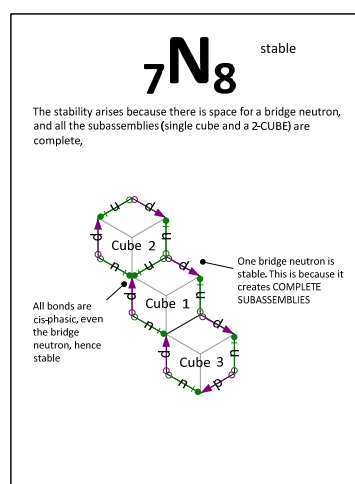 ₇N₈
stable
The stability arises because there is space for a bridge neutron,
and all the subassemblies (single cube and a 2-CUBE) are
complete,
n
p
p
n
Cube 2
n
n
p
One bridge neutron is
stable. This is because it
creates COMPLETE
SUBASSEMBLIES
All bonds are
cis-phasic, even
the bridge
neutron, hence
stable
p
Cube 1
n
n
p
p
Cube 3
n
n
p